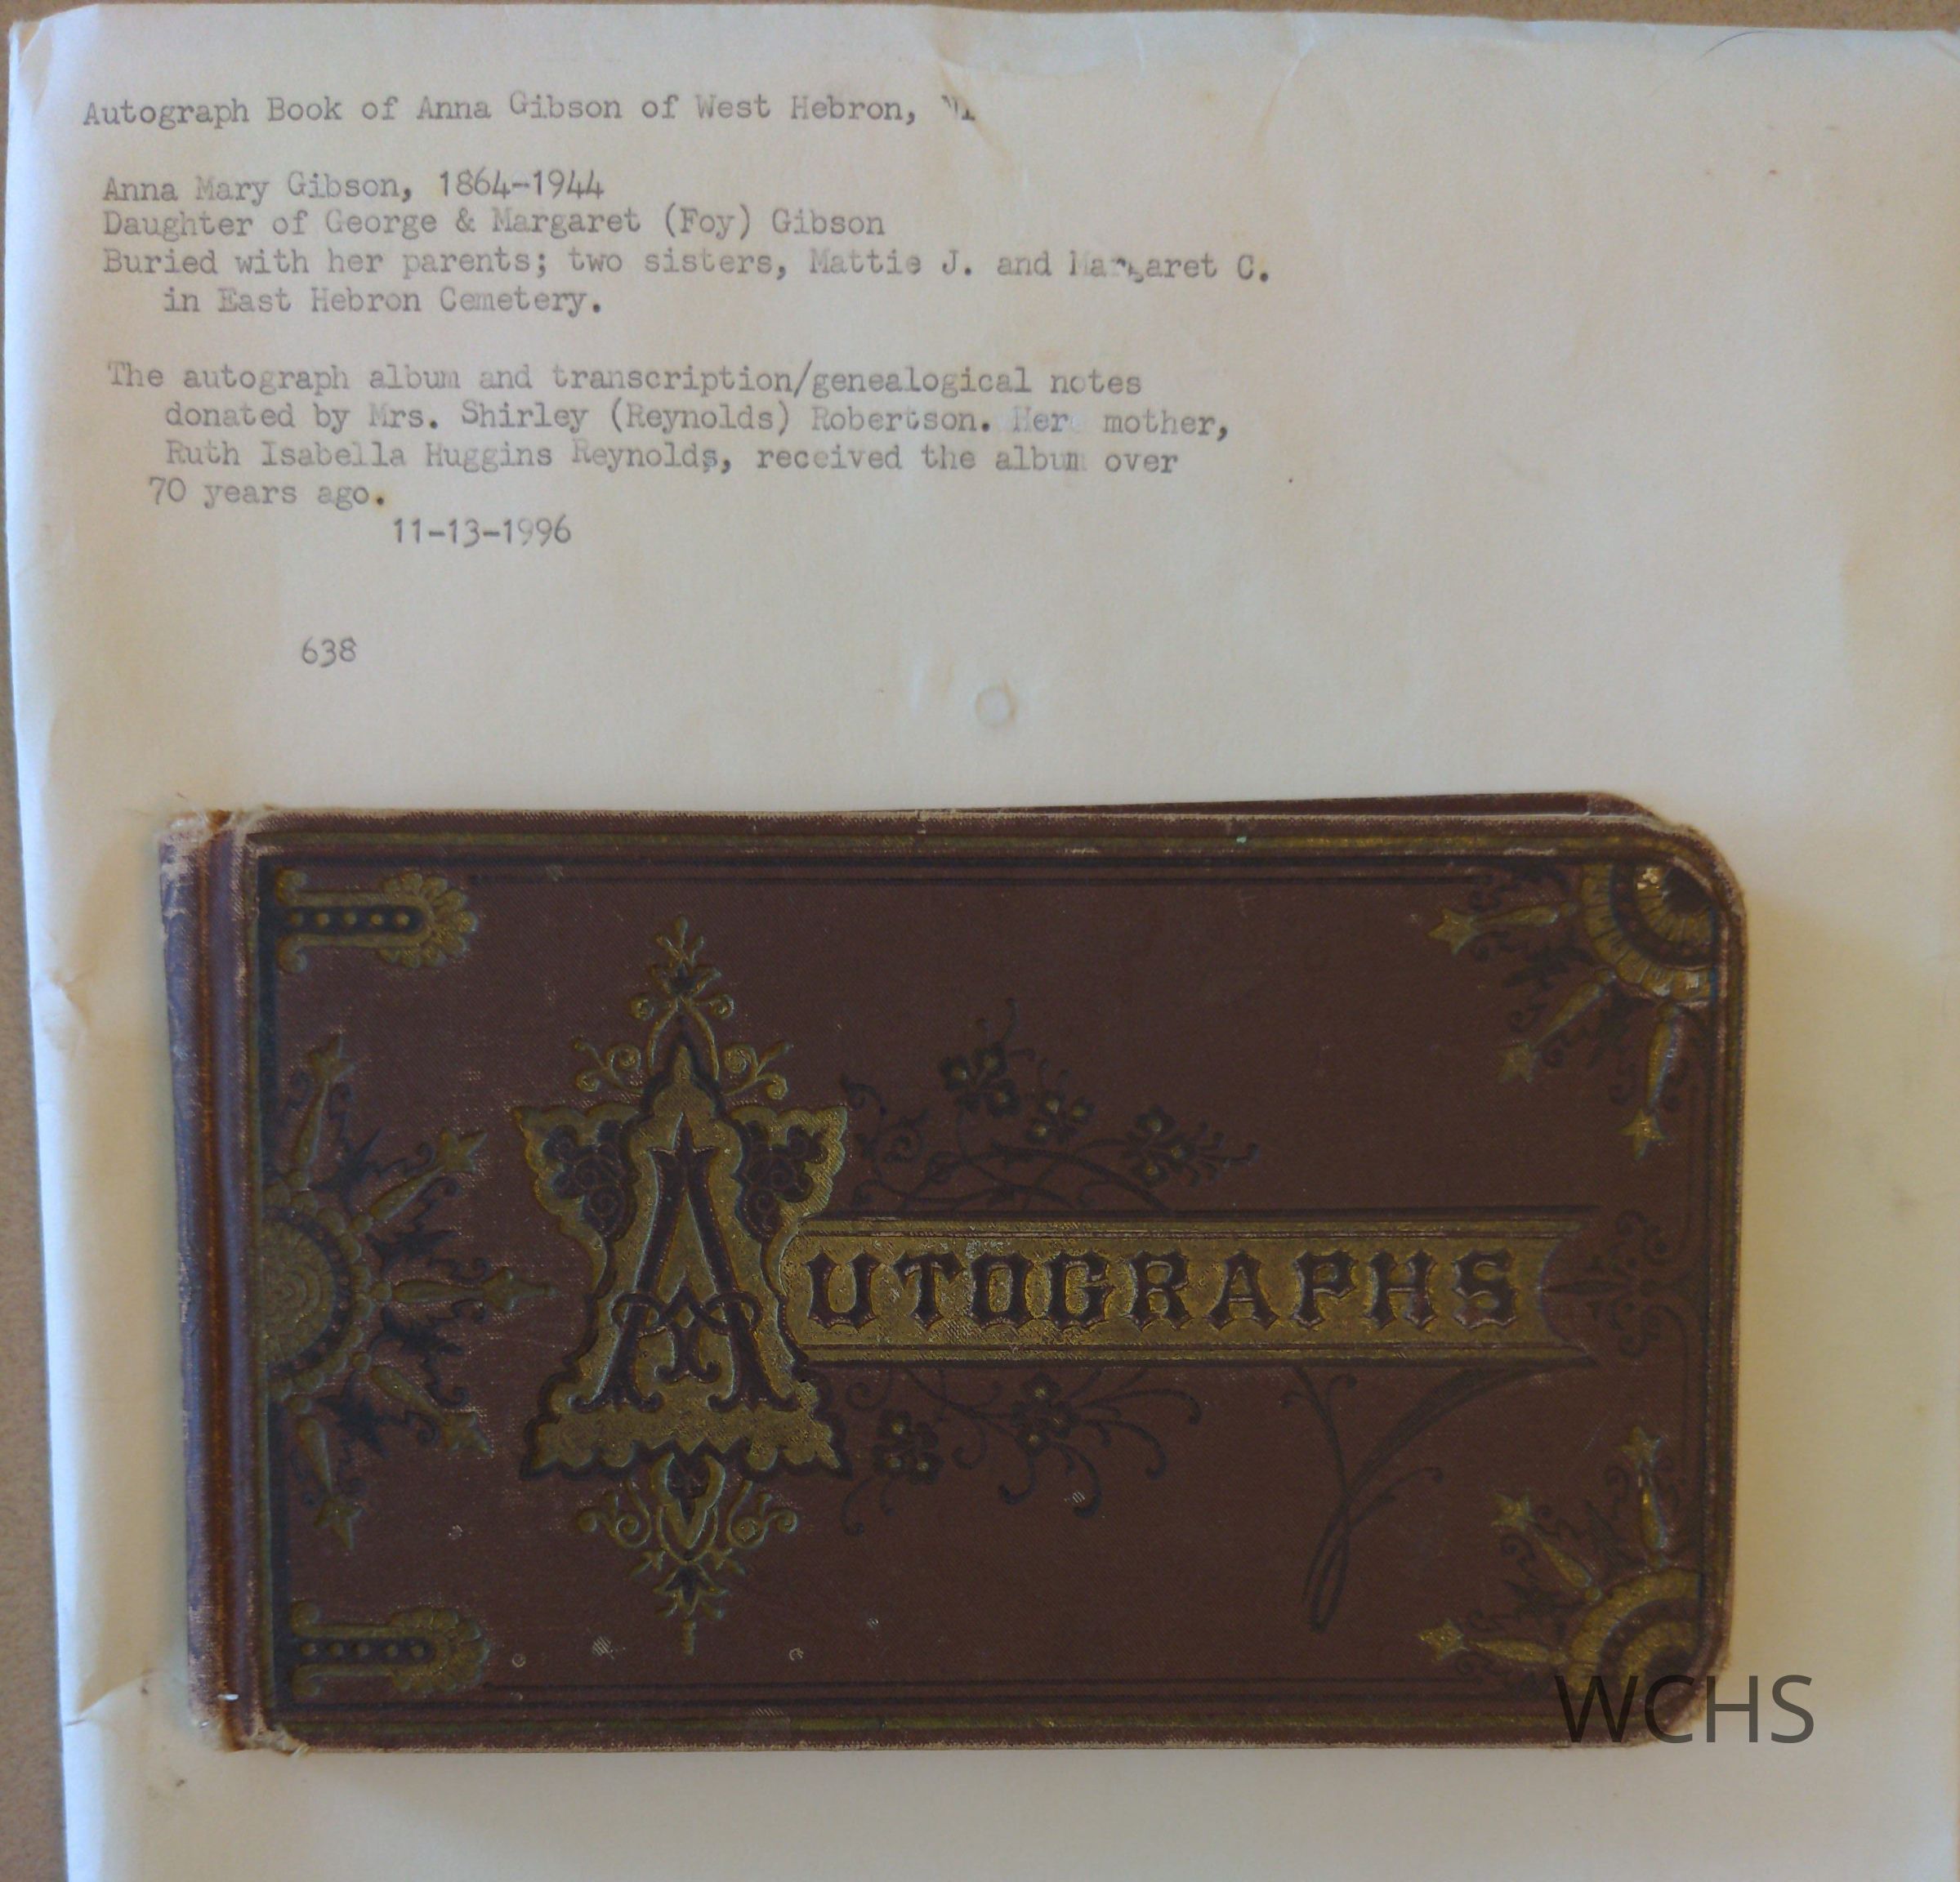 Autograph Book of Anna Gibson of West Hebron,
Anna Mary Gibson, 1864-1944
Daughter of George & Margaret (Foy) Gibson
Buried with her parents; two sisters, Mattie J. and Margaret C.
in East Hebron Cemetery.
The autograph album and transcription/genealogical notes
donated by Mrs. Shirley (Reynolds) Robertson. Her mother,
Ruth Isabella Huggins Reynolds, received the album over
70 years ago.
11-13-1996
638
AUTOGRAPHS
WCHS